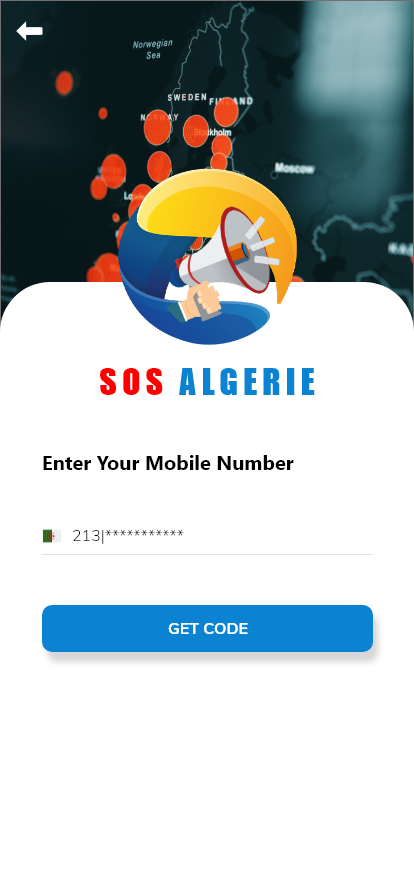 Norwegian
Sea
SWEDEN
FINLAND
NORWAY
Stockholm
Moscow
SOS ALGERIE
Enter Your Mobile Number
213|***********
GET CODE